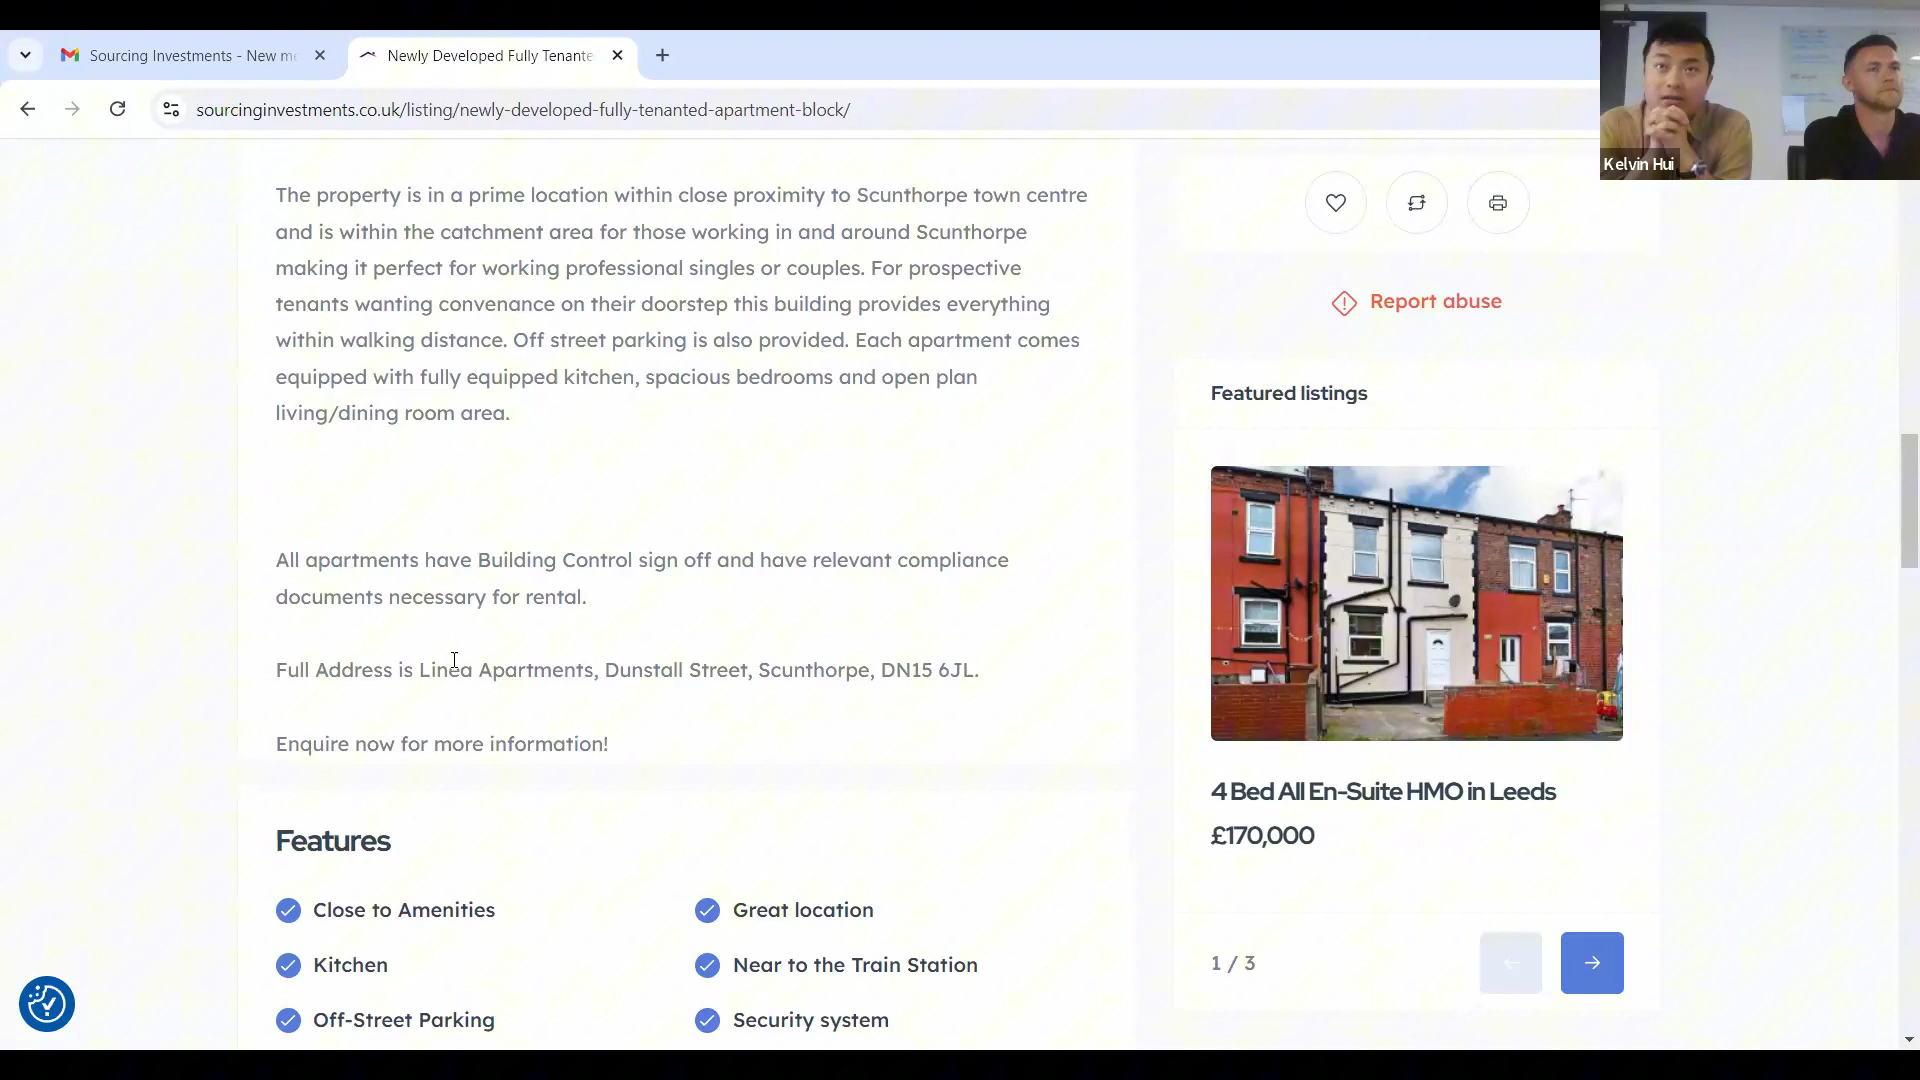 Sourcing Investments - New me
Newly Developed Fully Tenante
sourcinginvestments.co.uk/listing/newly-developed-fully-tenanted-apartment-block/
Kelvin Hui
The property is in a prime location within close proximity to Scunthorpe town centre
and is within the catchment area for those working in and around Scunthorpe
making it perfect for working professional singles or couples. For prospective
tenants wanting convenance on their doorstep this building provides everything
within walking distance. Off street parking is also provided. Each apartment comes
equipped with fully equipped kitchen, spacious bedrooms and open plan
living/dining room area.
All apartments have Building Control sign off and have relevant compliance
documents necessary for rental.
Full Address is Linea Apartments, Dunstall Street, Scunthorpe, DN15 6JL.
Enquire now for more information!
Features
Close to Amenities
Great location
Kitchen
Near to the Train Station
Off-Street Parking
Security system
Report abuse
Featured listings
4 Bed All En-Suite HMO in Leeds
£170,000
1 / 3